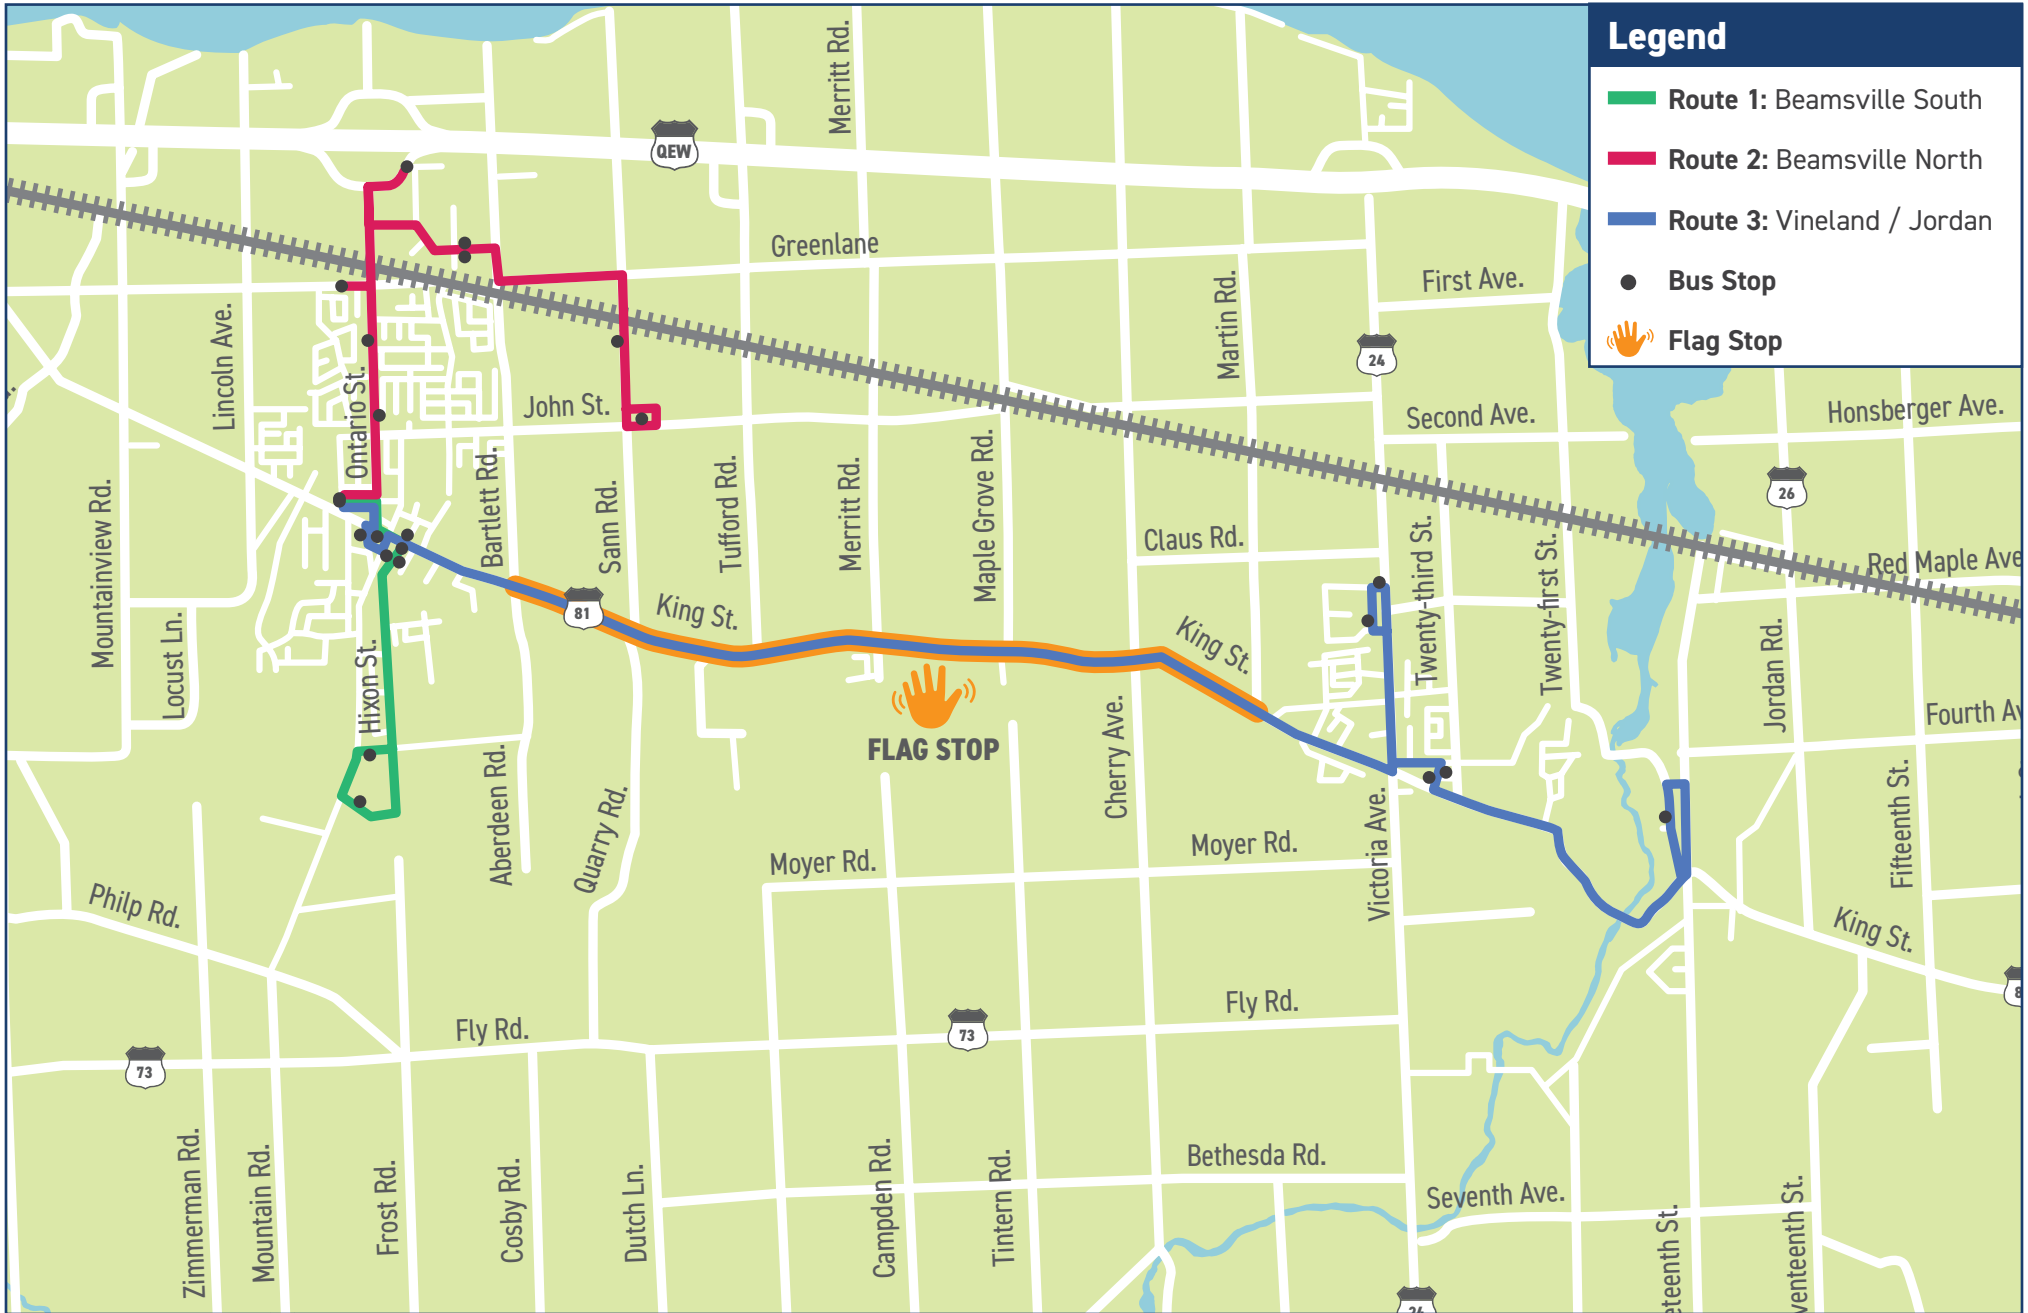 Legend
Route 1: Beamsville South
Route 2: Beamsville North
Route 3: Vineland / Jordan
Bus Stop
Flag Stop
Merritt Rd.
QEW
Greenlane
First Ave.
Lincoln Ave.
Martin Rd.
24
Ontario St.
John St.
Second Ave.
Honsberger Ave.
Mountainview Rd.
Bartlett Rd.
Sann Rd.
Tufford Rd.
Merritt Rd.
Maple Grove Rd.
26
Claus Rd.
Twenty-third St.
Twenty-first St.
Red Maple Ave
81
King St.
King St.
Locust Ln.
Hixon St.
Jordan Rd.
Fourth Av
FLAG STOP
Cherry Ave.
Aberdeen Rd.
Quarry Rd.
Victoria Ave.
Fifteenth St.
Moyer Rd.
Moyer Rd.
Philp Rd.
King St.
8
Fly Rd.
Fly Rd.
73
73
Zimmerman Rd.
Mountain Rd.
Frost Rd.
Cosby Rd.
Dutch Ln.
Campden Rd.
Tintern Rd.
Bethesda Rd.
Seventh Ave.
eteenth St.
venteenth St.